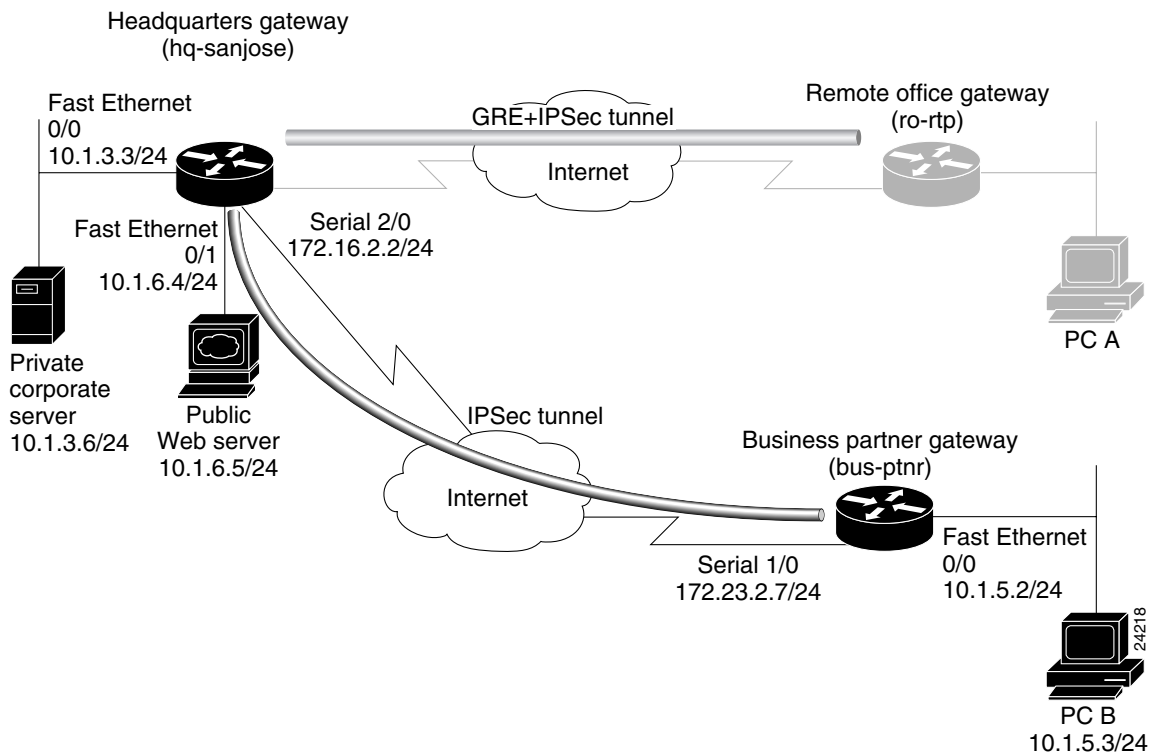 Headquarters gateway
(hq-sanjose)
Fast Ethernet
0/0
10.1.3.3/24
GRE+IPSec tunnel
Internet
Remote office gateway
(ro-rtp)
Fast Ethernet
0/1
10.1.6.4/24
Serial 2/0
172.16.2.2/24
PC A
Private
corporate
server
10.1.3.6/24
Public
Web server
10.1.6.5/24
IPSec tunnel
Internet
Business partner gateway
(bus-ptnr)
Serial 1/0
172.23.2.7/24
Fast Ethernet
0/0
10.1.5.2/24
24218
PC B
10.1.5.3/24